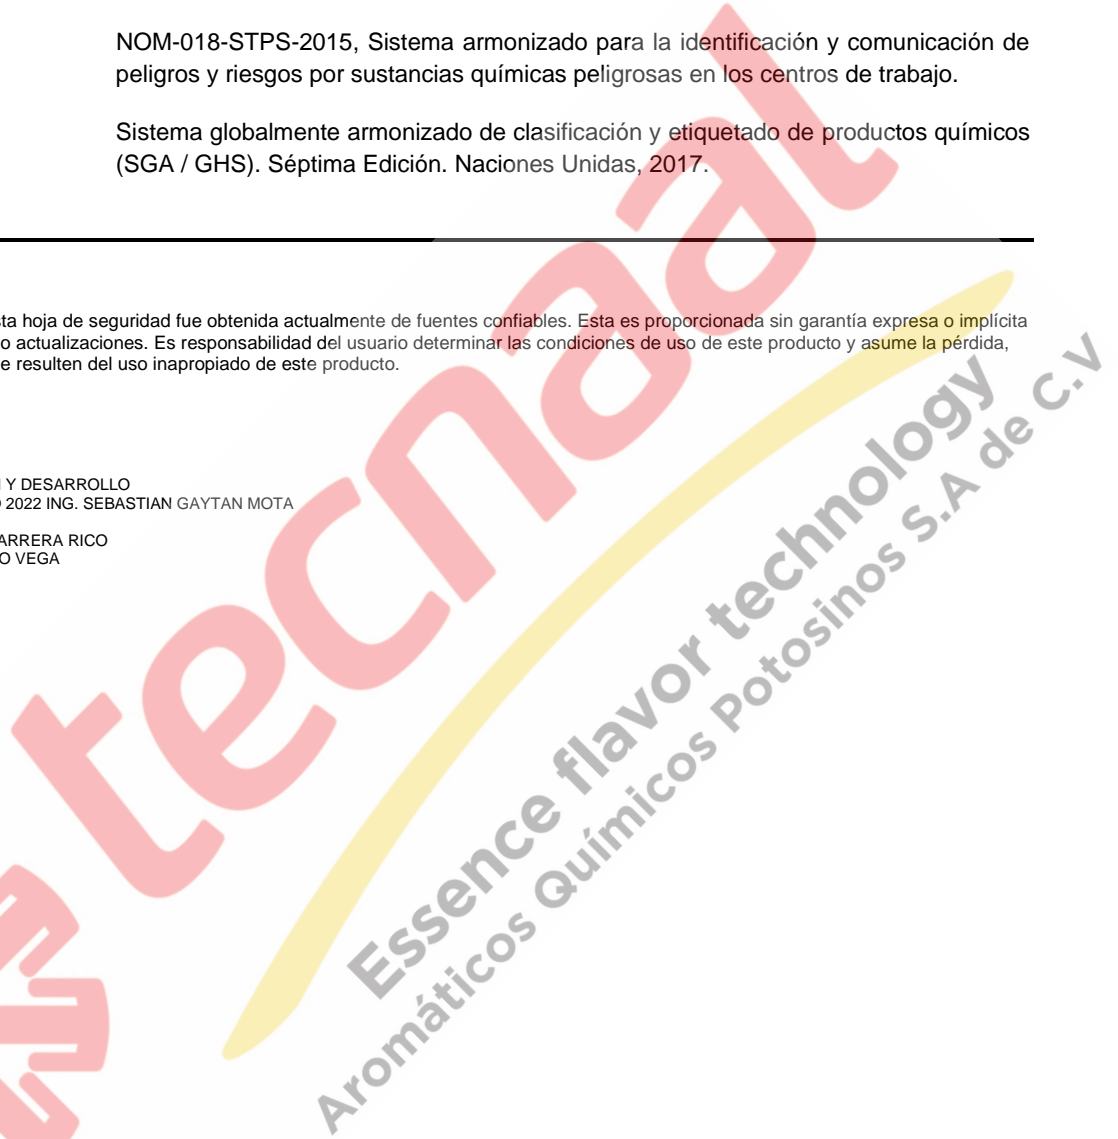 NOM-018-STPS-2015, Sistema armonizado para la identificación y comunicación de
peligros y riesgos por sustancias químicas peligrosas en los centros de trabajo.
Sistema globalmente armonizado de clasificación y etiquetado de productos químicos
(SGA / GHS). Séptima Edición. Naciones Unidas, 2017.
sta hoja de seguridad fue obtenida actualmente de fuentes confiables. Esta es proporcionada sin garantía expresa o implícita
o actualizaciones. Es responsabilidad del usuario determinar las condiciones de uso de este producto y asume la pérdida,
e resulten del uso inapropiado de este producto.
Y DESARROLLO
2022 ING. SEBASTIAN GAYTAN MOTA
ARRERA RICO
O VEGA
tecnaal
Essence flavor technology
Aromáticos Químicos Potosinos S.A de C.V